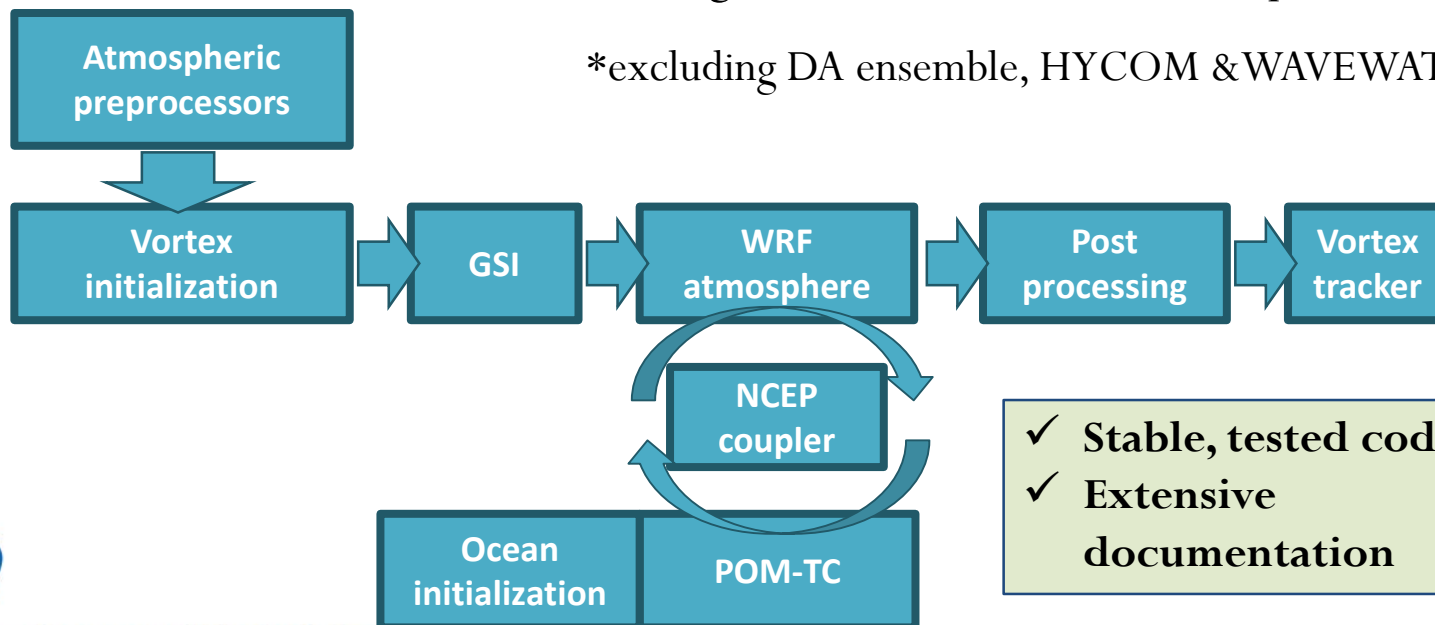 *excluding DA ensemble, HYCOM &WAVEWAT
Atmospheric
preprocessors
Vortex
initialization
GSI
WRF
atmosphere
Post
processing
Vortex
tracker
NCEP
coupler
✓ Stable, tested cod
✓ Extensive
documentation
Ocean
initialization
POM-TC